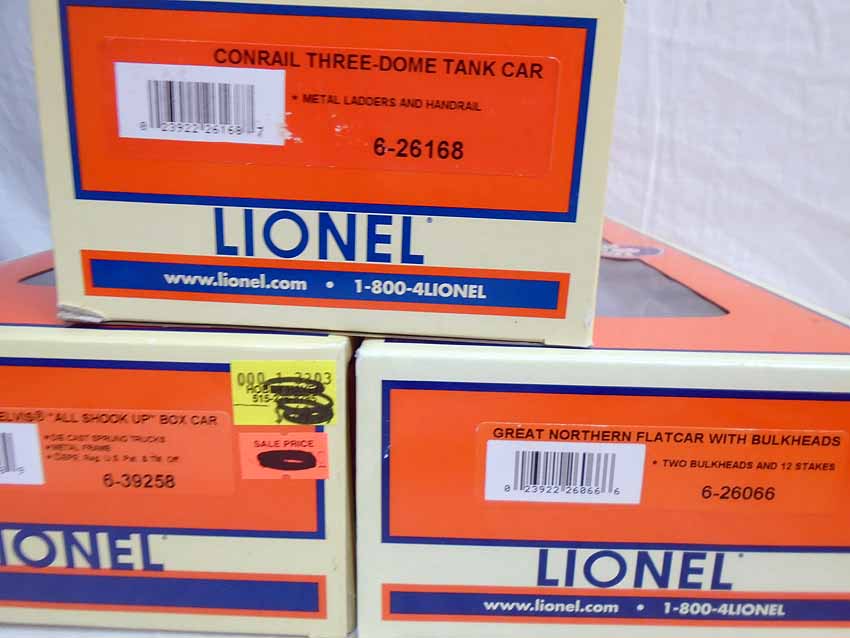 CONRAIL THREE-DOME TANK CAR
* METAL LADDERS AND HANDRAIL
0 23922 26168 7
6-26168
LIONEL
www.lionel.com • 1-800-4LIONEL
ELVIS® "ALL SHOOK UP" BOX CAR
*DIE CAST SPRUNG TRUCKS
*METAL FRAME
6-39258
SALE PRICE
IONEL
GREAT NORTHERN FLATCAR WITH BULKHEADS
* TWO BULKHEADS AND 12 STAKES
0 23922 26066 6
6-26066
LIONEL
www.lionel.com • 1-800-4LIONEL